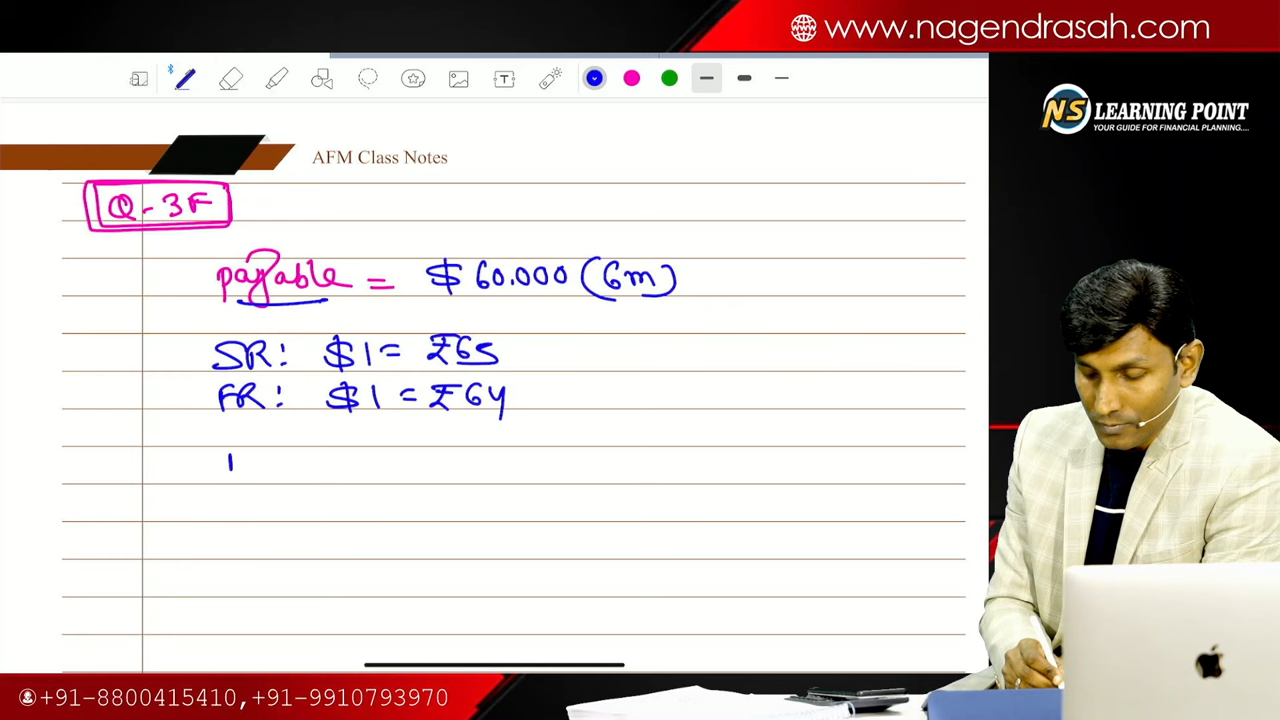 www.nagendrasah.com
T
NS LEARNING POINT
YOUR GUIDE FOR FINANCIAL PLANNING....
AFM Class Notes
Q-3F
payable = $60.000 (6m)
SR: $1 = ₹65
FR: $1 = ₹64
+91-8800415410,+91-9910793970